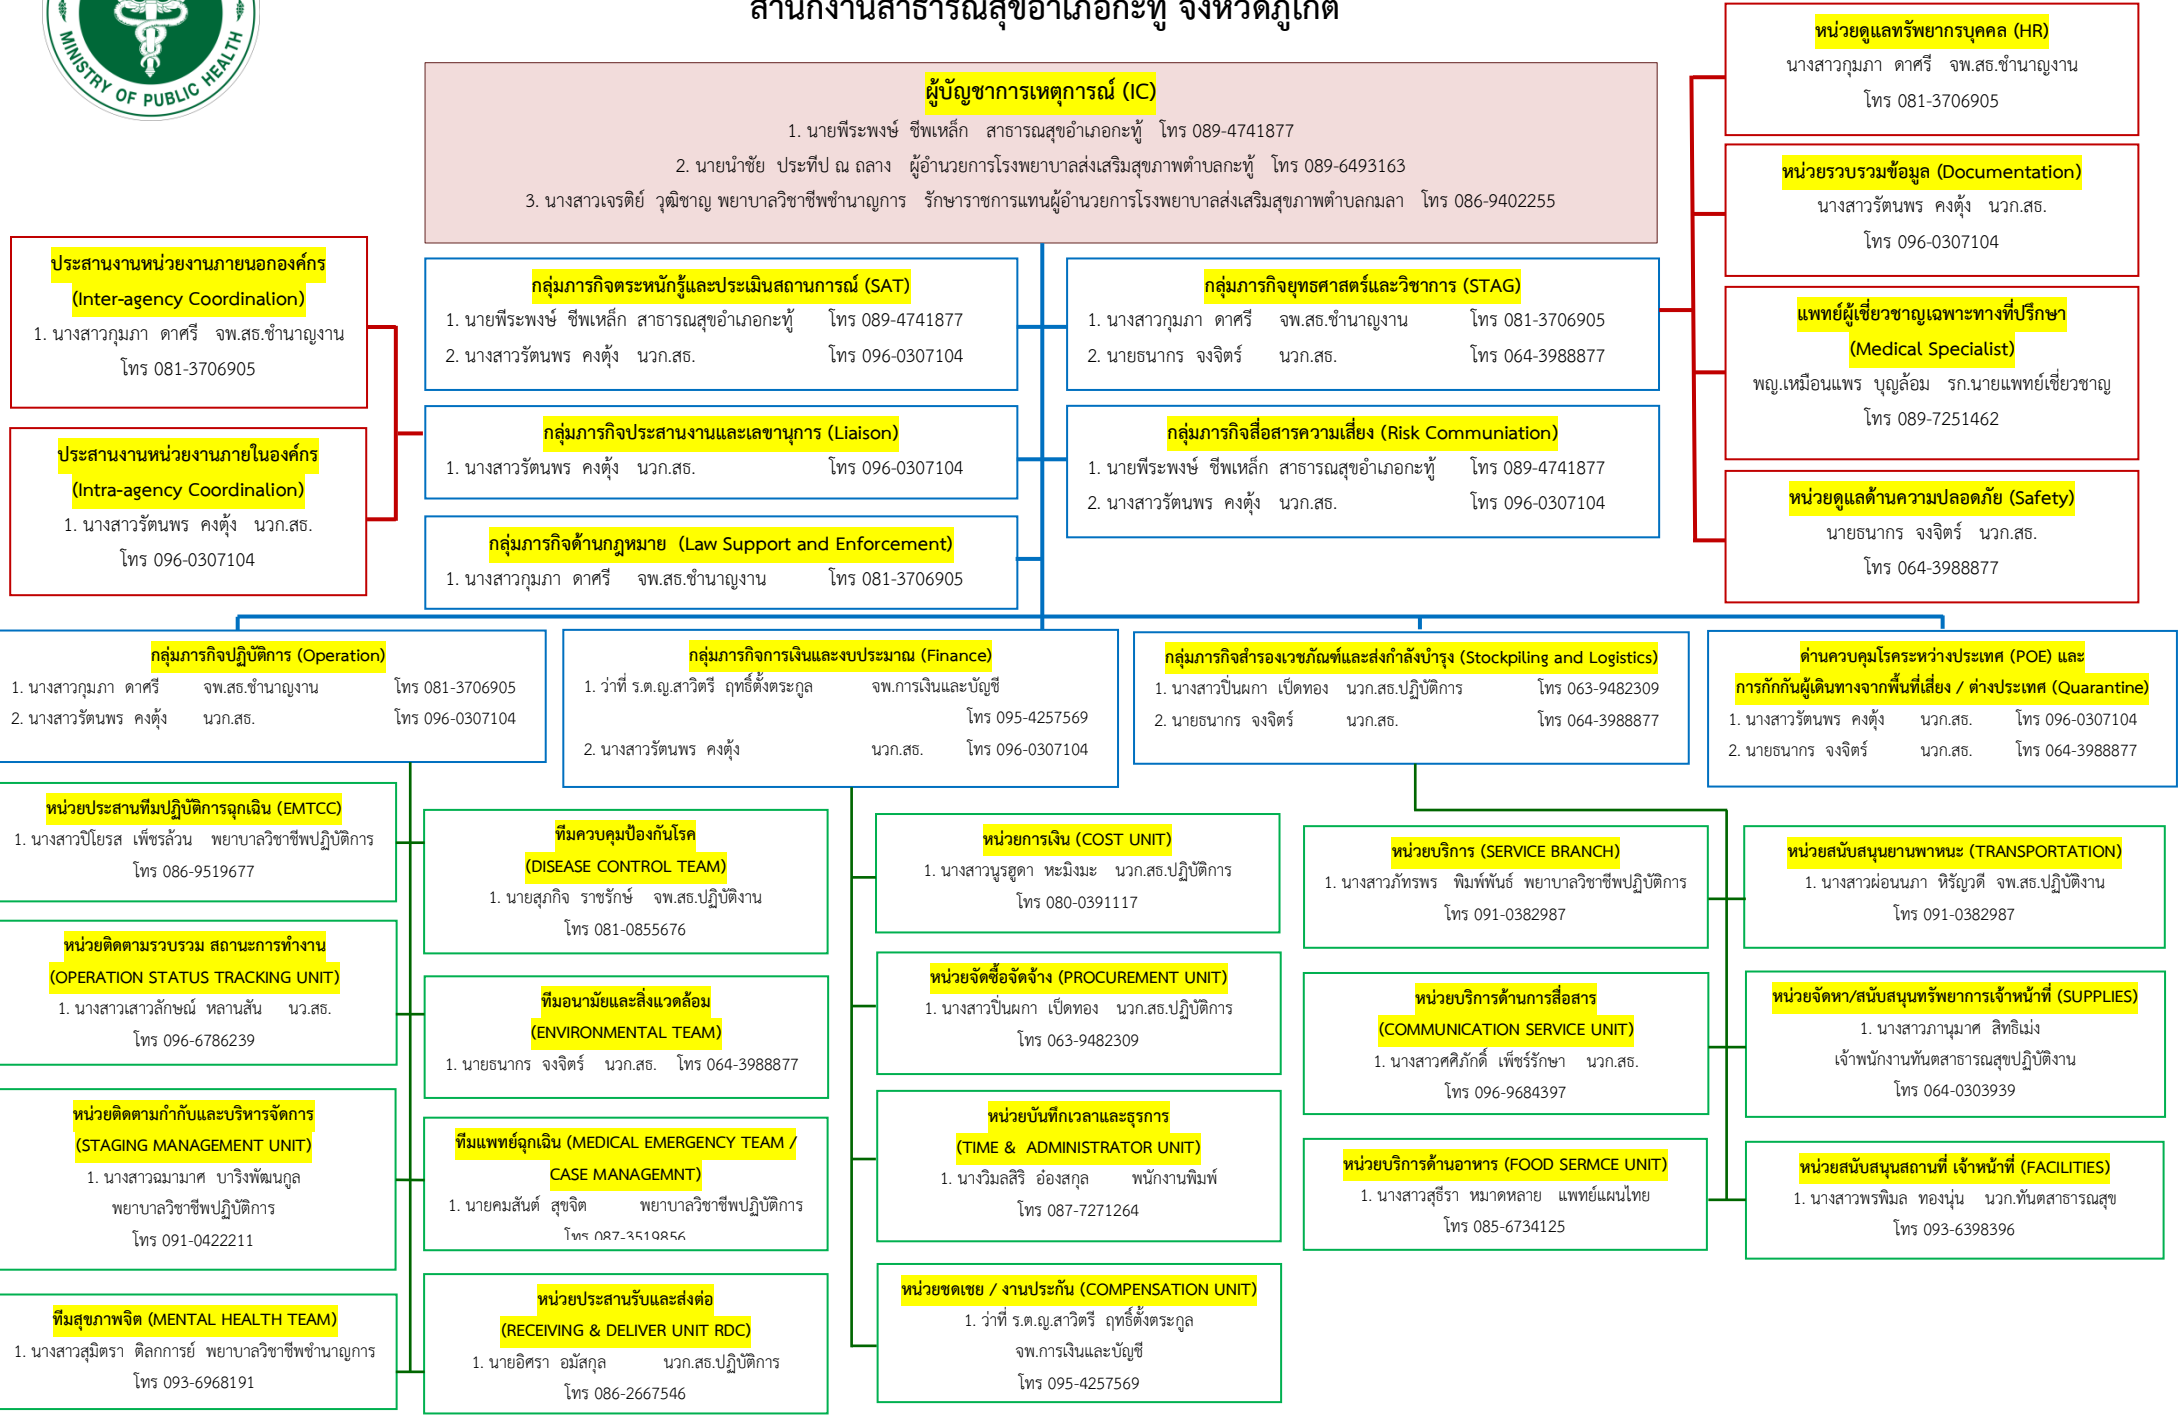 สำนักงานสาธารณสุขอำเภอกะทู้ จังหวัดภูเก็ต
MINISTRY OF PUBLIC HEALTH
ผู้บัญชาการเหตุการณ์ (IC)
1. นายพีระพงษ์ ชีพเหล็ก สาธารณสุขอำเภอกะทู้ โทร 089-4741877
2. นายนำชัย ประทีป ณ ถลาง ผู้อำนวยการโรงพยาบาลส่งเสริมสุขภาพตำบลกะทู้ โทร 089-6493163
3. นางสาวเจรติย์ วุฒิชาญ พยาบาลวิชาชีพชำนาญการ รักษาราชการแทนผู้อำนวยการโรงพยาบาลส่งเสริมสุขภาพตำบลกมลา โทร 086-9402255
หน่วยดูแลทรัพยากรบุคคล (HR)
นางสาวกุมภา ดาศรี จพ.สธ.ชำนาญงาน
โทร 081-3706905
หน่วยรวบรวมข้อมูล (Documentation)
นางสาวรัตนพร คงตุ้ง นวก.สธ.
โทร 096-0307104
แพทย์ผู้เชี่ยวชาญเฉพาะทางที่ปรึกษา
(Medical Specialist)
พญ.เหมือนแพร บุญล้อม รก.นายแพทย์เชี่ยวชาญ
โทร 089-7251462
หน่วยดูแลด้านความปลอดภัย (Safety)
นายธนากร จงจิตร์ นวก.สธ.
โทร 064-3988877
ประสานงานหน่วยงานภายนอกองค์กร
(Inter-agency Coordinalion)
1. นางสาวกุมภา ดาศรี จพ.สธ.ชำนาญงาน
โทร 081-3706905
ประสานงานหน่วยงานภายในองค์กร
(Intra-agency Coordinalion)
1. นางสาวรัตนพร คงตุ้ง นวก.สธ.
โทร 096-0307104
กลุ่มภารกิจตระหนักรู้และประเมินสถานการณ์ (SAT)
1. นายพีระพงษ์ ชีพเหล็ก สาธารณสุขอำเภอกะทู้ โทร 089-4741877
2. นางสาวรัตนพร คงตุ้ง นวก.สธ. โทร 096-0307104
กลุ่มภารกิจยุทธศาสตร์และวิชาการ (STAG)
1. นางสาวกุมภา ดาศรี จพ.สธ.ชำนาญงาน โทร 081-3706905
2. นายธนากร จงจิตร์ นวก.สธ. โทร 064-3988877
กลุ่มภารกิจประสานงานและเลขานุการ (Liaison)
1. นางสาวรัตนพร คงตุ้ง นวก.สธ. โทร 096-0307104
กลุ่มภารกิจสื่อสารความเสี่ยง (Risk Communiation)
1. นายพีระพงษ์ ชีพเหล็ก สาธารณสุขอำเภอกะทู้ โทร 089-4741877
2. นางสาวรัตนพร คงตุ้ง นวก.สธ. โทร 096-0307104
กลุ่มภารกิจด้านกฎหมาย (Law Support and Enforcement)
1. นางสาวกุมภา ดาศรี จพ.สธ.ชำนาญงาน โทร 081-3706905
กลุ่มภารกิจปฏิบัติการ (Operation)
1. นางสาวกุมภา ดาศรี จพ.สธ.ชำนาญงาน โทร 081-3706905
2. นางสาวรัตนพร คงตุ้ง นวก.สธ. โทร 096-0307104
กลุ่มภารกิจการเงินและงบประมาณ (Finance)
1. ว่าที่ ร.ต.ญ.สาวิตรี ฤทธิ์ตั้งตระกูล จพ.การเงินและบัญชี
โทร 095-4257569
2. นางสาวรัตนพร คงตุ้ง นวก.สธ. โทร 096-0307104
กลุ่มภารกิจสำรองเวชภัณฑ์และส่งกำลังบำรุง (Stockpiling and Logistics)
1. นางสาวปิ่นผกา เป็ดทอง นวก.สธ.ปฏิบัติการ โทร 063-9482309
2. นายธนากร จงจิตร์ นวก.สธ. โทร 064-3988877
ด่านควบคุมโรคระหว่างประเทศ (POE) และ
การกักกันผู้เดินทางจากพื้นที่เสี่ยง / ต่างประเทศ (Quarantine)
1. นางสาวรัตนพร คงตุ้ง นวก.สธ. โทร 096-0307104
2. นายธนากร จงจิตร์ นวก.สธ. โทร 064-3988877
หน่วยประสานทีมปฏิบัติการฉุกเฉิน (EMTCC)
1. นางสาวปิโยรส เพ็ชรล้วน พยาบาลวิชาชีพปฏิบัติการ
โทร 086-9519677
หน่วยติดตามรวบรวม สถานะการทำงาน
(OPERATION STATUS TRACKING UNIT)
1. นางสาวเสาวลักษณ์ หลานสัน นว.สธ.
โทร 096-6786239
หน่วยติดตามกำกับและบริหารจัดการ
(STAGING MANAGEMENT UNIT)
1. นางสาวฉมามาศ บาริงพัฒนกูล
พยาบาลวิชาชีพปฏิบัติการ
โทร 091-0422211
ทีมสุขภาพจิต (MENTAL HEALTH TEAM)
1. นางสาวสุมิตรา ติลกการย์ พยาบาลวิชาชีพชำนาญการ
โทร 093-6968191
ทีมควบคุมป้องกันโรค
(DISEASE CONTROL TEAM)
1. นายสุภกิจ ราชรักษ์ จพ.สธ.ปฏิบัติงาน
โทร 081-0855676
ทีมอนามัยและสิ่งแวดล้อม
(ENVIRONMENTAL TEAM)
1. นายธนากร จงจิตร์ นวก.สธ. โทร 064-3988877
ทีมแพทย์ฉุกเฉิน (MEDICAL EMERGENCY TEAM /
CASE MANAGEMNT)
1. นายคมสันต์ สุขจิต พยาบาลวิชาชีพปฏิบัติการ
โทร 087-3519856
หน่วยประสานรับและส่งต่อ
(RECEIVING & DELIVER UNIT RDC)
1. นายอิศรา อมัสกุล นวก.สธ.ปฏิบัติการ
โทร 086-2667546
หน่วยการเงิน (COST UNIT)
1. นางสาวนูรฮูดา หะมิงมะ นวก.สธ.ปฏิบัติการ
โทร 080-0391117
หน่วยจัดซื้อจัดจ้าง (PROCUREMENT UNIT)
1. นางสาวปิ่นผกา เป็ดทอง นวก.สธ.ปฏิบัติการ
โทร 063-9482309
หน่วยบันทึกเวลาและธุรการ
(TIME & ADMINISTRATOR UNIT)
1. นางวิมลสิริ อ๋องสกุล พนักงานพิมพ์
โทร 087-7271264
หน่วยชดเชย / งานประกัน (COMPENSATION UNIT)
1. ว่าที่ ร.ต.ญ.สาวิตรี ฤทธิ์ตั้งตระกูล
จพ.การเงินและบัญชี
โทร 095-4257569
หน่วยบริการ (SERVICE BRANCH)
1. นางสาวภัทรพร พิมพ์พันธ์ พยาบาลวิชาชีพปฏิบัติการ
โทร 091-0382987
หน่วยบริการด้านการสื่อสาร
(COMMUNICATION SERVICE UNIT)
1. นางสาวศศิภักดิ์ เพ็ชร์รักษา นวก.สธ.
โทร 096-9684397
หน่วยบริการด้านอาหาร (FOOD SERMCE UNIT)
1. นางสาวสุธีรา หมาดหลาย แพทย์แผนไทย
โทร 085-6734125
หน่วยสนับสนุนยานพาหนะ (TRANSPORTATION)
1. นางสาวผ่อนนภา หิรัญวดี จพ.สธ.ปฏิบัติงาน
โทร 091-0382987
หน่วยจัดหา/สนับสนุนทรัพยาการเจ้าหน้าที่ (SUPPLIES)
1. นางสาวภานุมาศ สิทธิเม่ง
เจ้าพนักงานทันตสาธารณสุขปฏิบัติงาน
โทร 064-0303939
หน่วยสนับสนุนสถานที่ เจ้าหน้าที่ (FACILITIES)
1. นางสาวพรพิมล ทองนุ่น นวก.ทันตสาธารณสุข
โทร 093-6398396